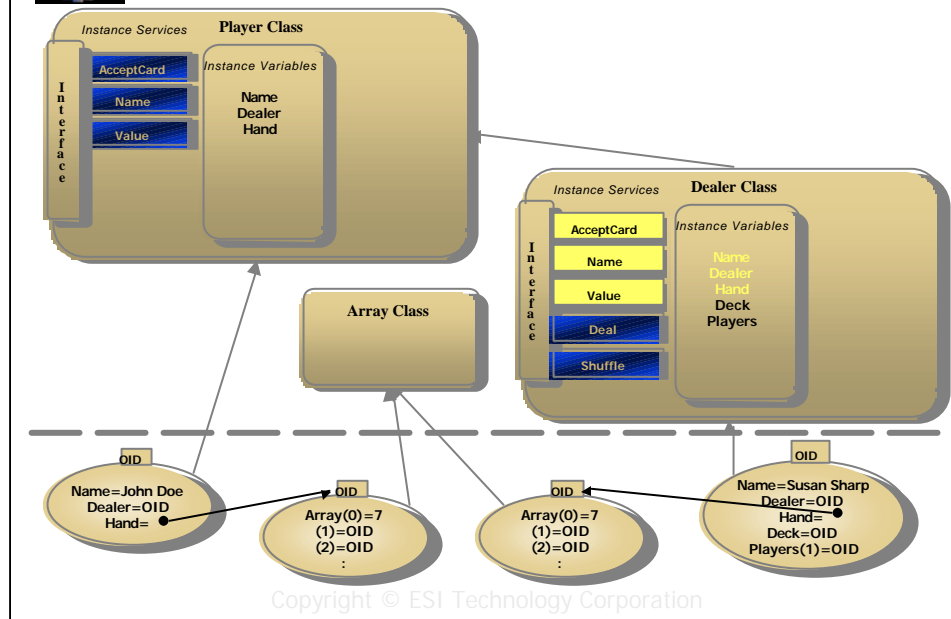 Player Class
Instance Services
Interface
AcceptCard
Name
Value
Instance Variables
Name
Dealer
Hand
Dealer Class
Instance Services
Interface
AcceptCard
Name
Value
Deal
Shuffle
Instance Variables
Name
Dealer
Hand
Deck
Players
Array Class
OID
Name=John Doe
Dealer=OID
Hand=
OID
Array(0)=7
(1)=OID
(2)=OID
:
OID
Array(0)=7
(1)=OID
(2)=OID
:
OID
Name=Susan Sharp
Dealer=OID
Hand=
Deck=OID
Players(1)=OID
Copyright © ESI Technology Corporation